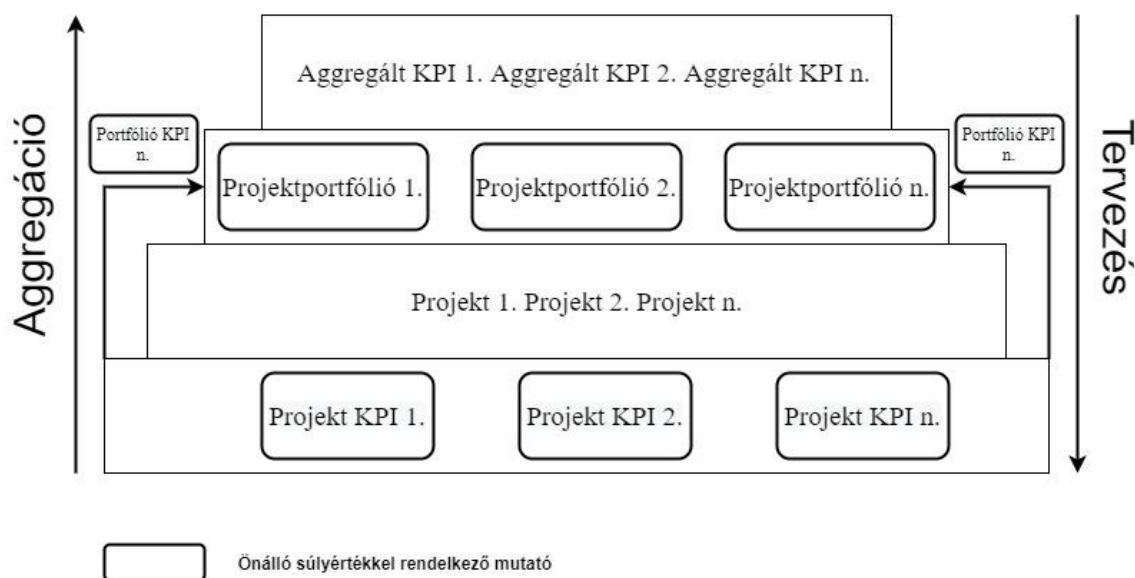 Aggregáció
Aggregált KPI 1. Aggregált KPI 2. Aggregált KPI n.
Tervezés
Portfólió KPI
n.
Portfólió KPI
n.
Projektportfólió 1.
Projektportfólió 2.
Projektportfólió n.
Projekt 1. Projekt 2. Projekt n.
Projekt KPI 1.
Projekt KPI 2.
Projekt KPI n.
Önálló súlyértékkel rendelkező mutató